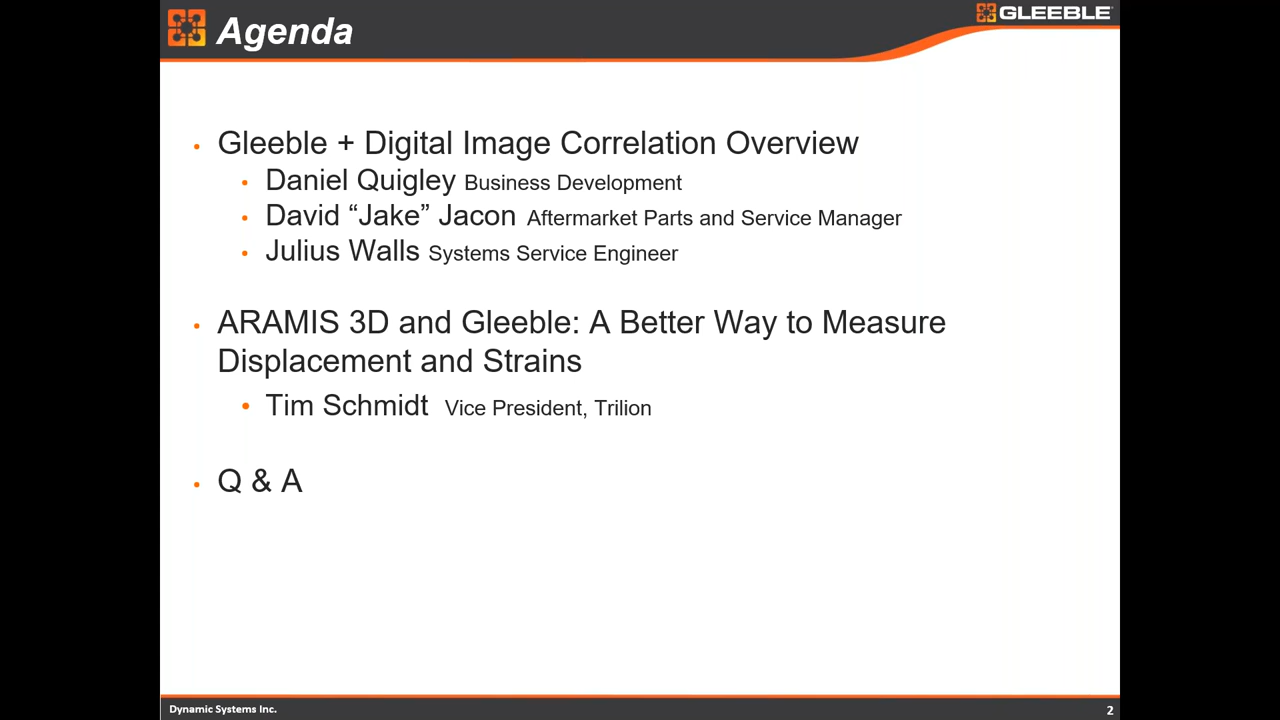 Agenda
GLEEBLE
Gleeble + Digital Image Correlation Overview
Daniel Quigley Business Development
David “Jake” Jacon Aftermarket Parts and Service Manager
Julius Walls Systems Service Engineer
ARAMIS 3D and Gleeble: A Better Way to Measure
Displacement and Strains
Tim Schmidt Vice President, Trilion
Q & A
Dynamic Systems Inc.
2